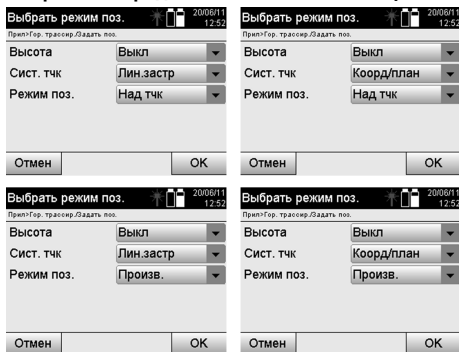 Выбрать режим поз. 20/06/11 12:52
Прил>Гор. трассир./Задать поз.
Высота Выкл
Сист. тчк Лин.застр
Режим поз. Над тчк
Отмен OK
Выбрать режим поз. 20/06/11 12:52
Прил>Гор. трассир./Задать поз.
Высота Выкл
Сист. тчк Коорд/план
Режим поз. Над тчк
Отмен OK
Выбрать режим поз. 20/06/11 12:52
Прил>Гор. трассир./Задать поз.
Высота Выкл
Сист. тчк Лин.застр
Режим поз. Произв.
Отмен OK
Выбрать режим поз. 20/06/11 12:52
Прил>Гор. трассир./Задать поз.
Высота Выкл
Сист. тчк Коорд/план
Режим поз. Произв.
Отмен OK